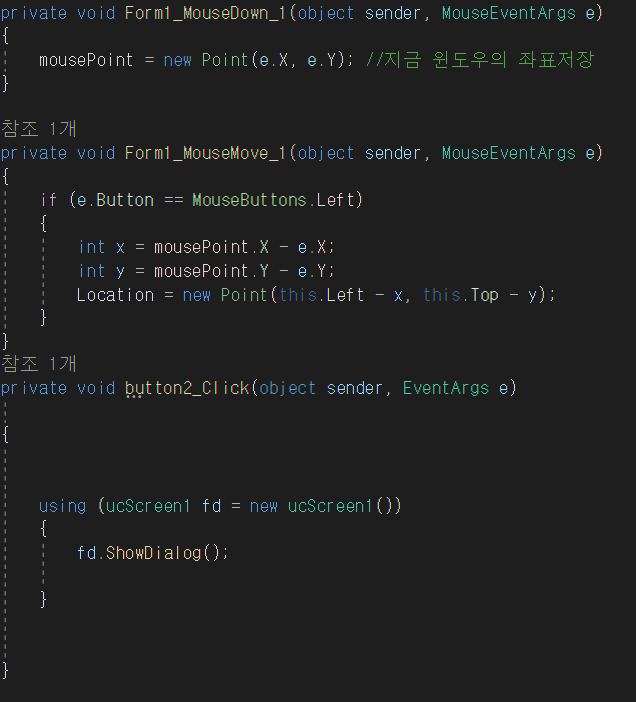 private void Form1_MouseDown_1(object sender, MouseEventArgs e)
{
mousePoint = new Point(e.X, e.Y); //지금 윈도우의 좌표저장
}
참조 1개
private void Form1_MouseMove_1(object sender, MouseEventArgs e)
{
if (e.Button == MouseButtons.Left)
{
int x = mousePoint.X - e.X;
int y = mousePoint.Y - e.Y;
Location = new Point(this.Left - x, this.Top - y);
}
}
참조 1개
private void button2_Click(object sender, EventArgs e)
{
using (ucScreen1 fd = new ucScreen1())
{
fd.ShowDialog();
}
}